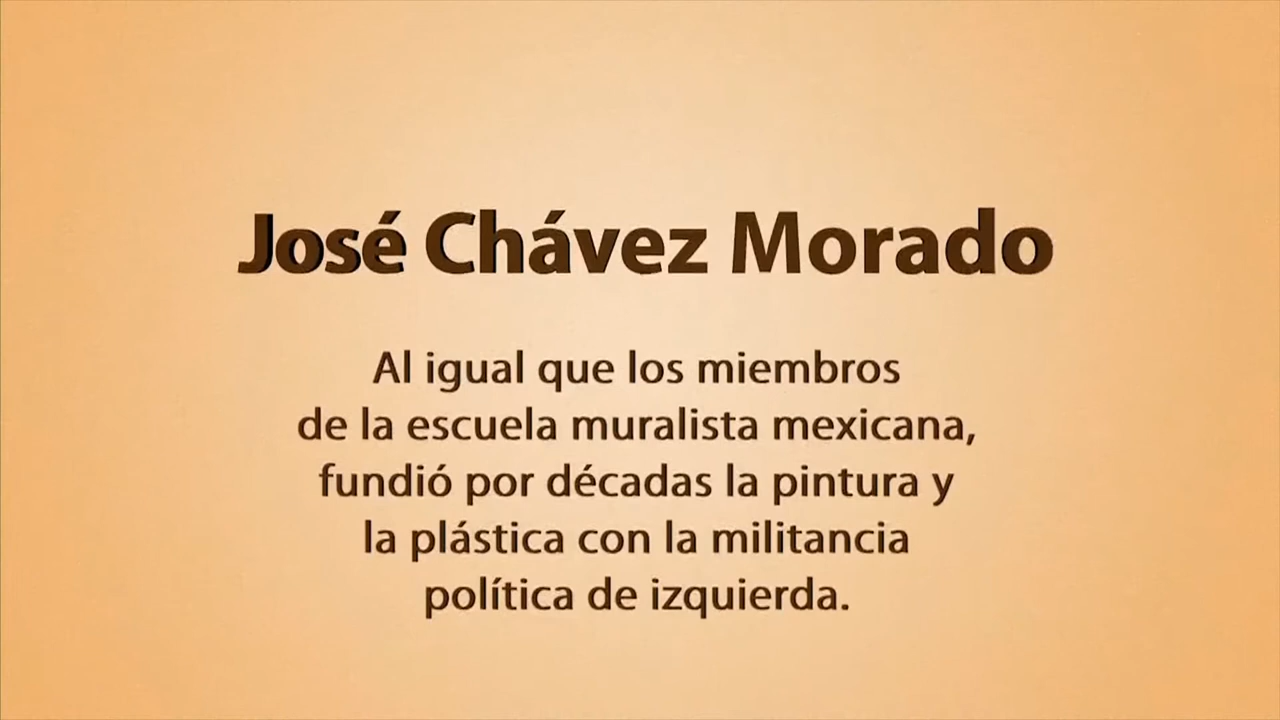 José Chávez Morado
Al igual que los miembros
de la escuela muralista mexicana,
fundió por décadas la pintura y
la plástica con la militancia
política de izquierda.